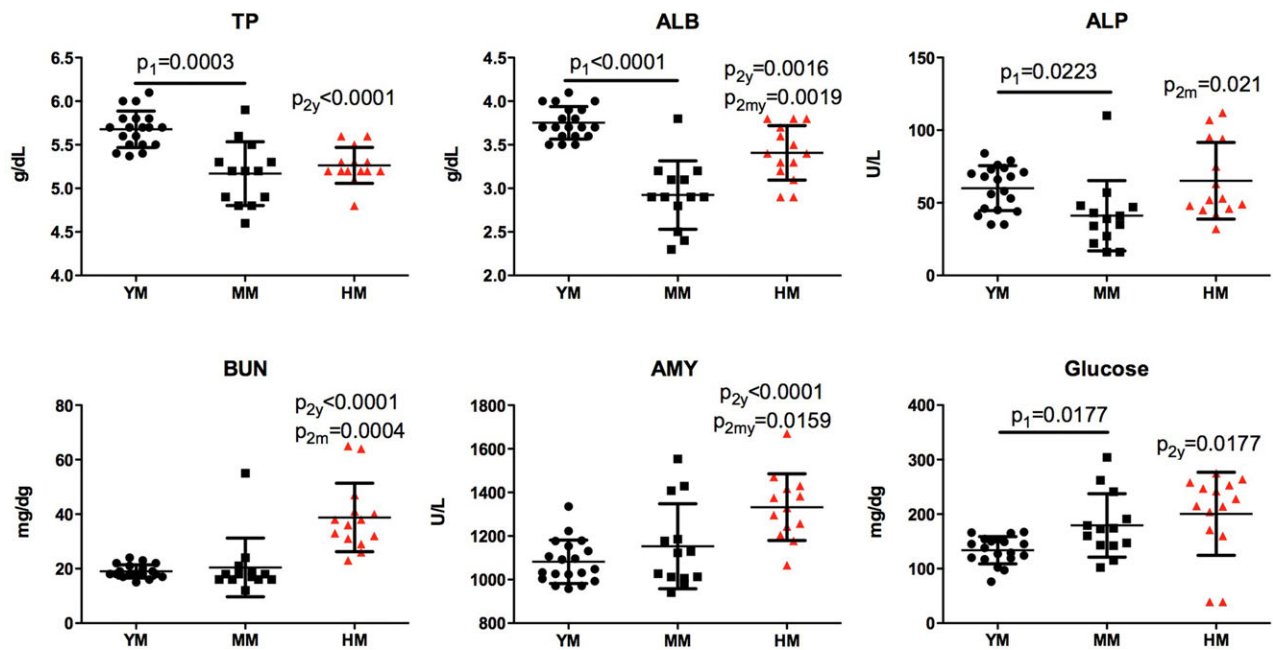 TP
p1=0.0003
p2y<0.0001
g/dL
6.5
6.0
5.5
5.0
4.5
4.0
YM
MM
HM
ALB
p1<0.0001
p2y=0.0016
p2my=0.0019
g/dL
4.5
4.0
3.5
3.0
2.5
2.0
YM
MM
HM
ALP
p1=0.0223
p2m=0.021
U/L
150
100
50
0
YM
MM
HM
BUN
p2y<0.0001
p2m=0.0004
mg/dg
80
60
40
20
0
YM
MM
HM
AMY
p2y<0.0001
p2my=0.0159
U/L
1800
1600
1400
1200
1000
800
YM
MM
HM
Glucose
p1=0.0177
p2y=0.0177
mg/dg
400
300
200
100
0
YM
MM
HM